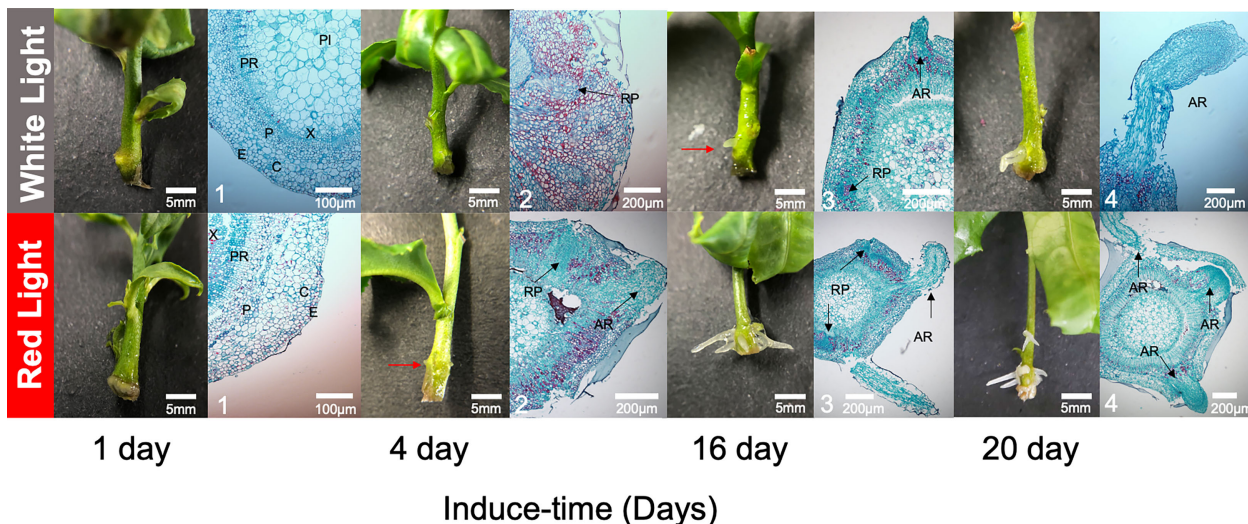 White Light
5mm
PI
PR
P
X
E
C
1
100μm
5mm
RP
2
200μm
5mm
AR
RP
3
200μm
5mm
AR
4
200μm
Red Light
5mm
X
PR
C
P
E
1
100μm
5mm
RP
AR
2
200μm
5mm
RP
AR
3
200μm
5mm
AR
AR
AR
4
200μm
1 day
4 day
16 day
20 day
Induce-time (Days)